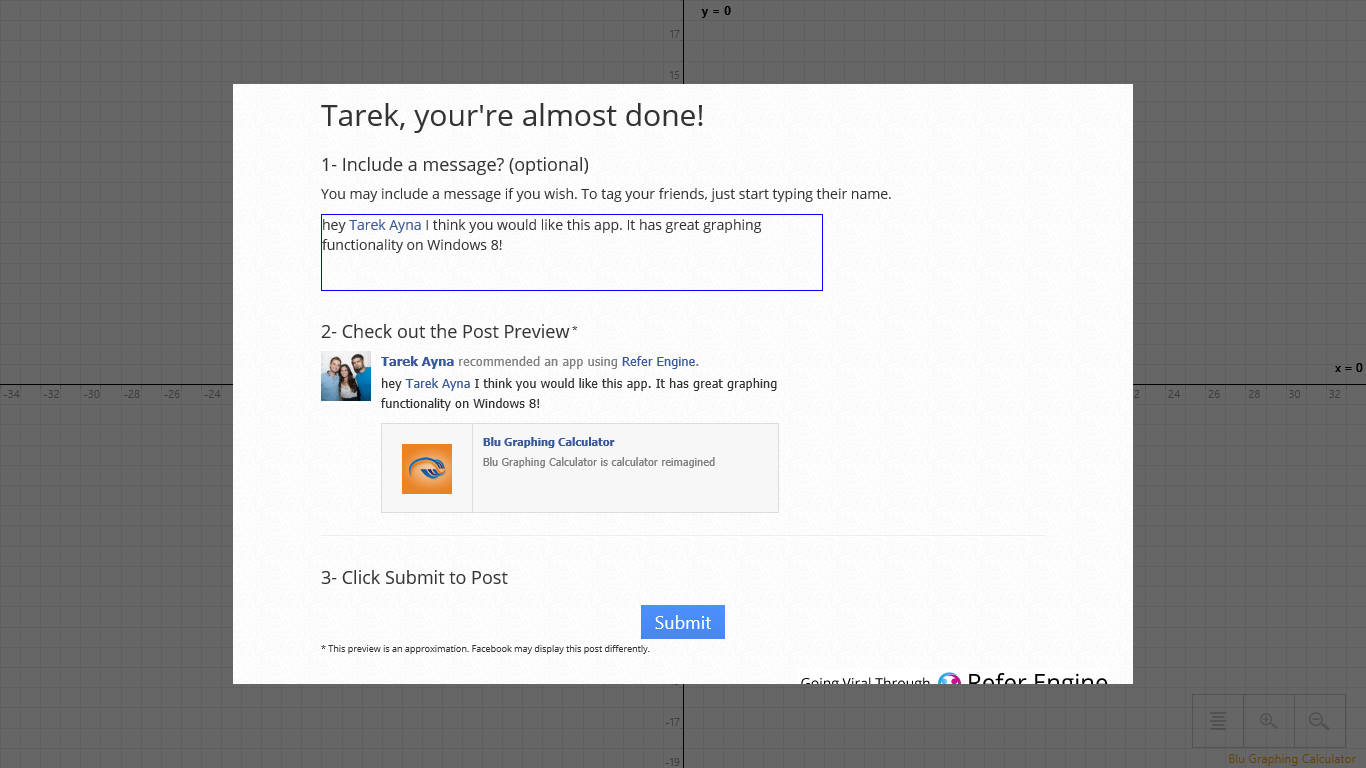 y = 0
17
15
Tarek, your're almost done!
1- Include a message? (optional)
You may include a message if you wish. To tag your friends, just start typing their name.
hey Tarek Ayna I think you would like this app. It has great graphing
functionality on Windows 8!
2- Check out the Post Preview *
Tarek Ayna recommended an app using Refer Engine.
hey Tarek Ayna I think you would like this app. It has great graphing
functionality on Windows 8!
x = 0
-34 -32 -30 -28 -26 -24 2 24 26 28 30 32
Blu Graphing Calculator
Blu Graphing Calculator is calculator reimagined
3- Click Submit to Post
Submit
* This preview is an approximation. Facebook may display this post differently.
Going Viral Through Refer Engine
-17
-19
Blu Graphing Calculator